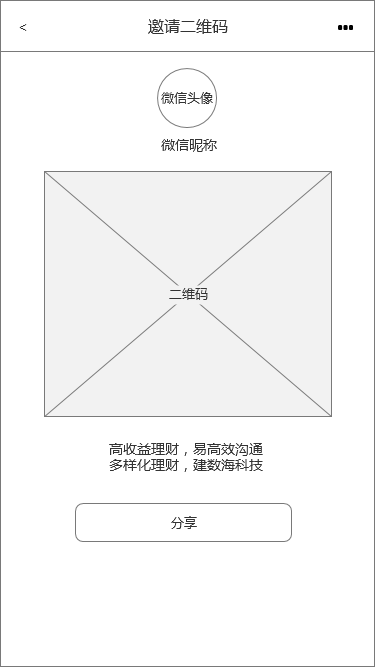 <
邀请二维码
•••
微信头像
微信昵称
二维码
高收益理财，易高效沟通
多样化理财，建数海科技
分享